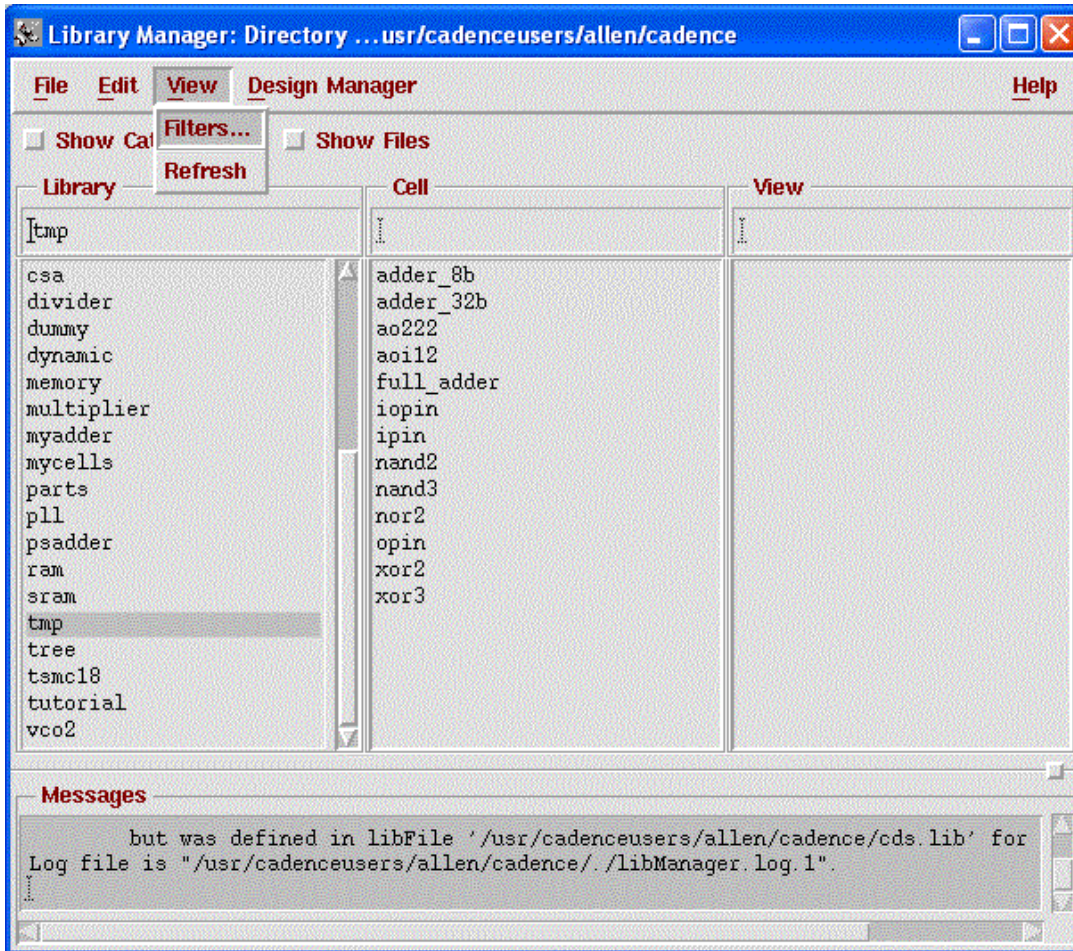 Library Manager: Directory ...usr/cadenceusers/allen/cadence
File Edit View Design Manager Help
Filters...
Refresh
Show Cat
Show Files
Library
tmp
csa
divider
dummy
dynamic
memory
multiplier
myadder
mycells
parts
pll
psadder
ram
sram
tmp
tree
tsmc18
tutorial
vco2
Cell
adder_8b
adder_32b
ao222
aoi12
full_adder
iopin
ipin
nand2
nand3
nor2
opin
xor2
xor3
View
Messages
but was defined in libFile '/usr/cadenceusers/allen/cadence/cds.lib' for
Log file is "/usr/cadenceusers/allen/cadence/./libManager.log.1".